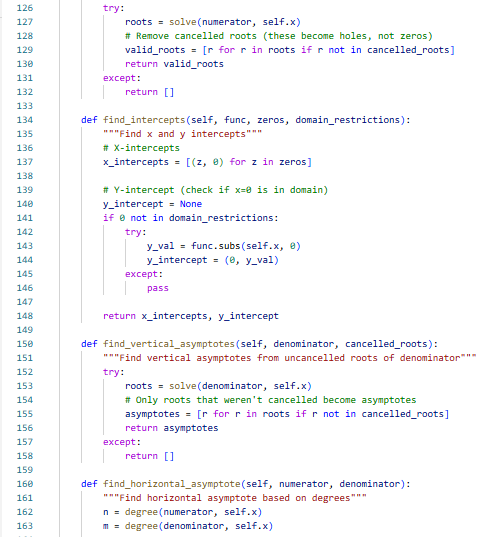 126            try:
127                roots = solve(numerator, self.x)
128                # Remove cancelled roots (these become holes, not zeros)
129                valid_roots = [r for r in roots if r not in cancelled_roots]
130                return valid_roots
131            except:
132                return []
133
134        def find_intercepts(self, func, zeros, domain_restrictions):
135            """Find x and y intercepts"""
136            # X-intercepts
137            x_intercepts = [(z, 0) for z in zeros]
138
139            # Y-intercept (check if x=0 is in domain)
140            y_intercept = None
141            if 0 not in domain_restrictions:
142                try:
143                    y_val = func.subs(self.x, 0)
144                    y_intercept = (0, y_val)
145                except:
146                    pass
147
148            return x_intercepts, y_intercept
149
150        def find_vertical_asymptotes(self, denominator, cancelled_roots):
151            """Find vertical asymptotes from uncancelled roots of denominator"""
152            try:
153                roots = solve(denominator, self.x)
154                # Only roots that weren't cancelled become asymptotes
155                asymptotes = [r for r in roots if r not in cancelled_roots]
156                return asymptotes
157            except:
158                return []
159
160        def find_horizontal_asymptote(self, numerator, denominator):
161            """Find horizontal asymptote based on degrees"""
162            n = degree(numerator, self.x)
163            m = degree(denominator, self.x)